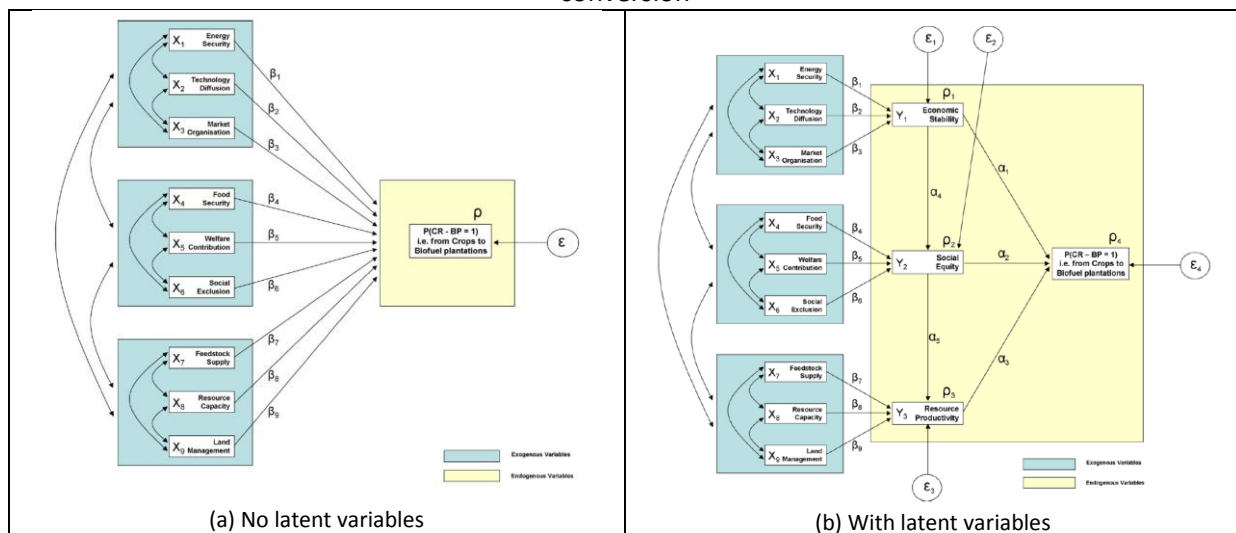 conversion
Energy
X1 Security
Technology
X2 Diffusion
Market
X3 Organisation
β1
β2
β3
Food
X4 Security
Welfare
X5 Contribution
Social
X6 Exclusion
β4
β5
β6
Feedstock
X7 Supply
Resource
X8 Capacity
Land
X9 Management
β7
β8
β9
ρ
P(CR - BP = 1)
i.e. from Crops to
Biofuel plantations
ε
Exogenous Variables
Endogenous Variables
(a) No latent variables
ε1
ε2
Energy
X1 Security
Technology
X2 Diffusion
Market
X3 Organisation
β1
β2
β3
ρ1
Y1 Economic
Stability
α1
α4
Food
X4 Security
Welfare
X5 Contribution
Social
X6 Exclusion
β4
β5
β6
ρ2
Y2 Social
Equity
α2
ρ4
P(CR – BP = 1)
i.e. from Crops to
Biofuel plantations
ε4
α5
α3
Feedstock
X7 Supply
Resource
X8 Capacity
Land
X9 Management
β7
β8
β9
ρ3
Y3 Resource
Productivity
ε3
Exogenous Variables
Endogenous Variables
(b) With latent variables